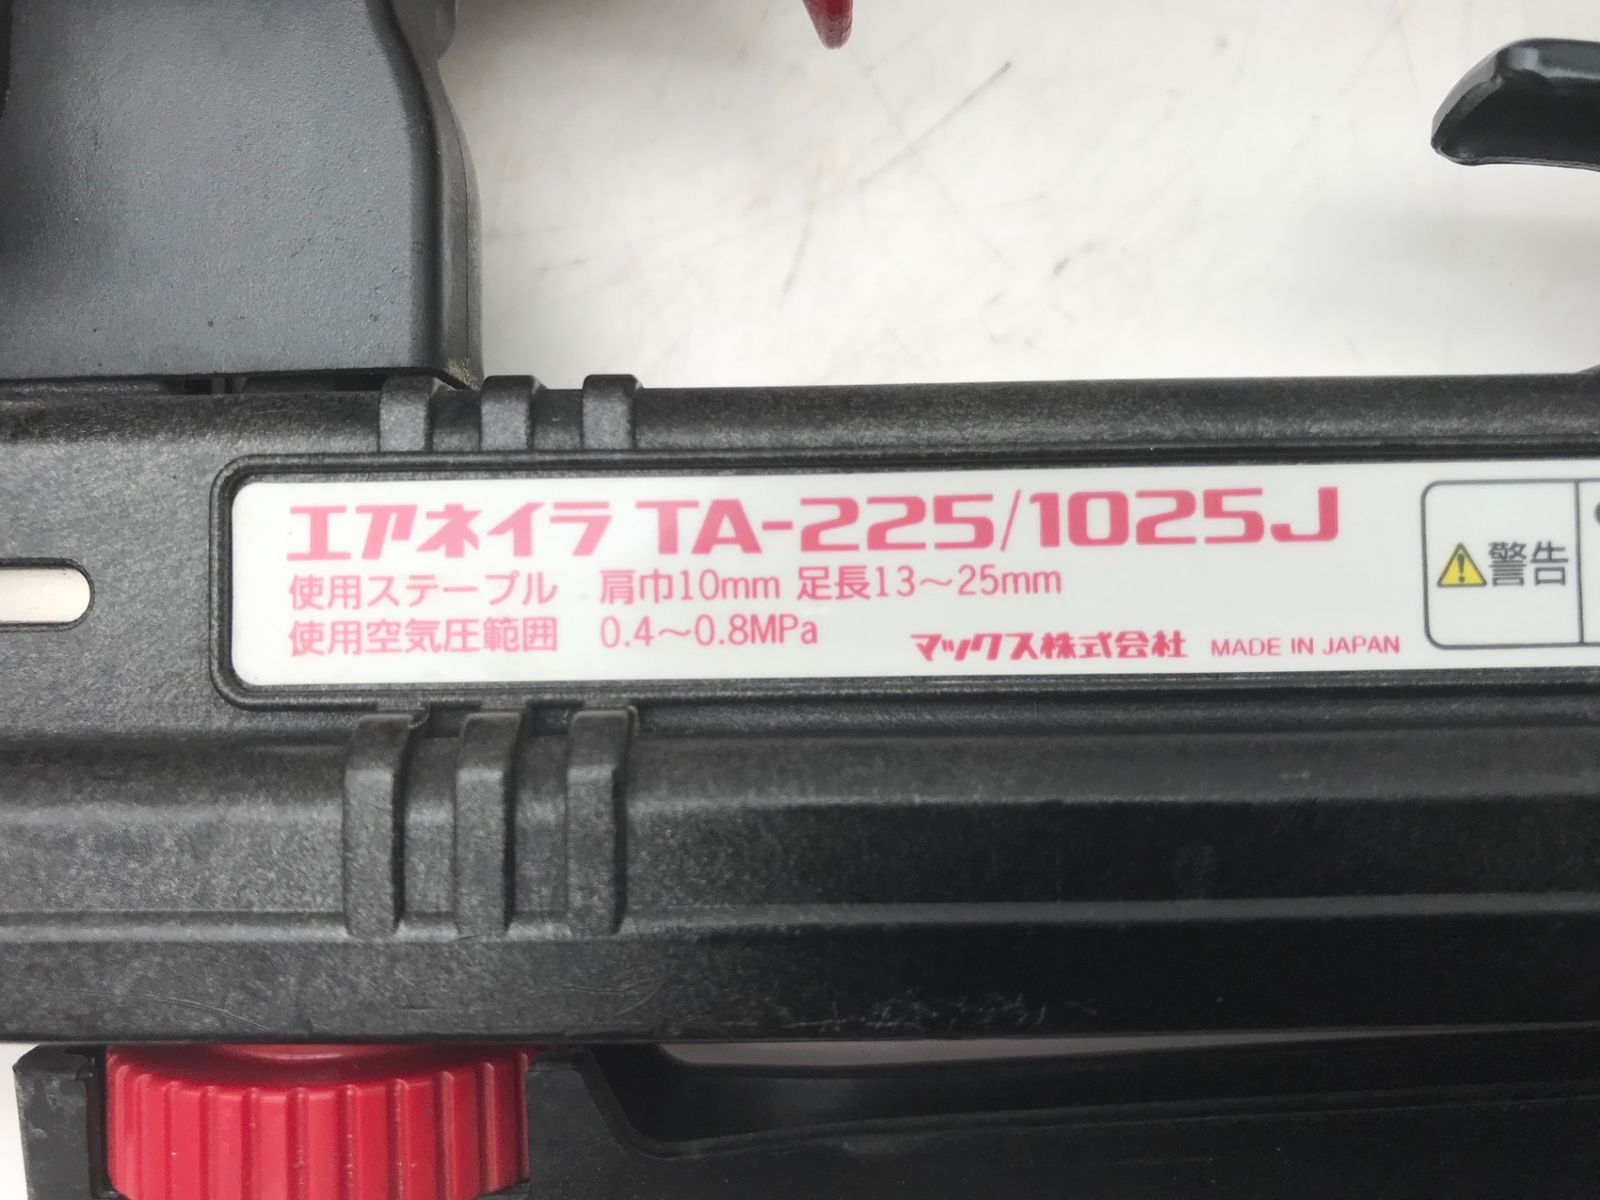 エアネイラ TA-225/1025J
使用ステープル 肩巾10mm 足長13～25mm
使用空気圧範囲 0.4～0.8MPa
マックス株式会社 MADE IN JAPAN
警告